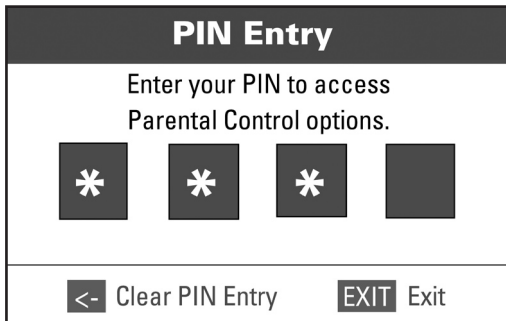 PIN Entry
Enter your PIN to access
Parental Control options.
* * *
<- Clear PIN Entry EXIT Exit